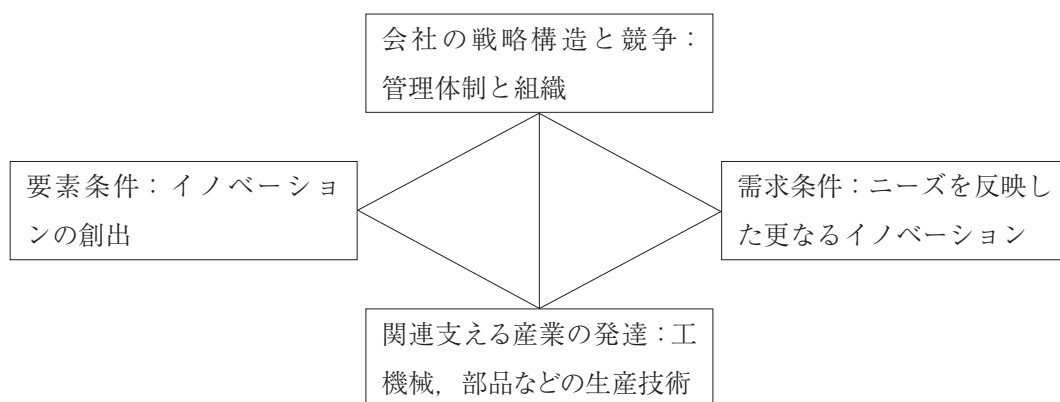 会社の戦略構造と競争：
管理体制と組織
要素条件：イノベーショ
ンの創出
需求条件：ニーズを反映し
た更なるイノベーション
関連支える産業の発達：工
機械，部品などの生産技術